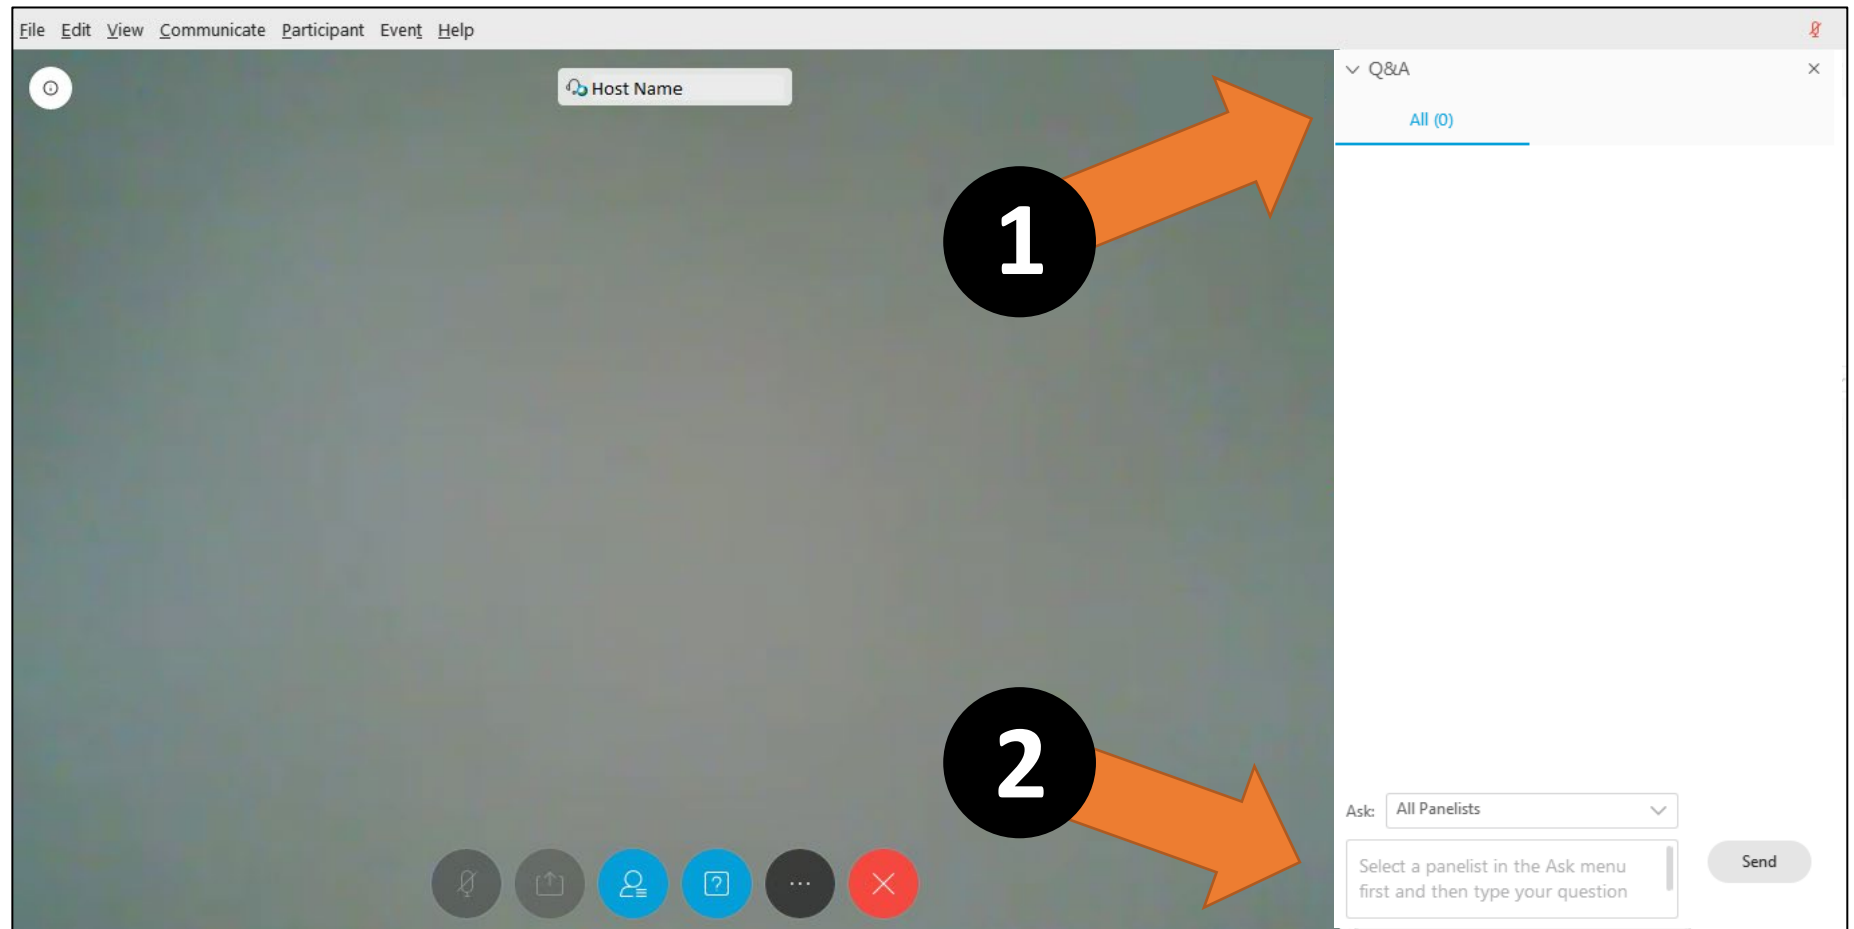 File Edit View Communicate Participant Event Help
Host Name
Q&A
All (0)
1
2
Ask: All Panelists
Select a panelist in the Ask menu
first and then type your question
Send